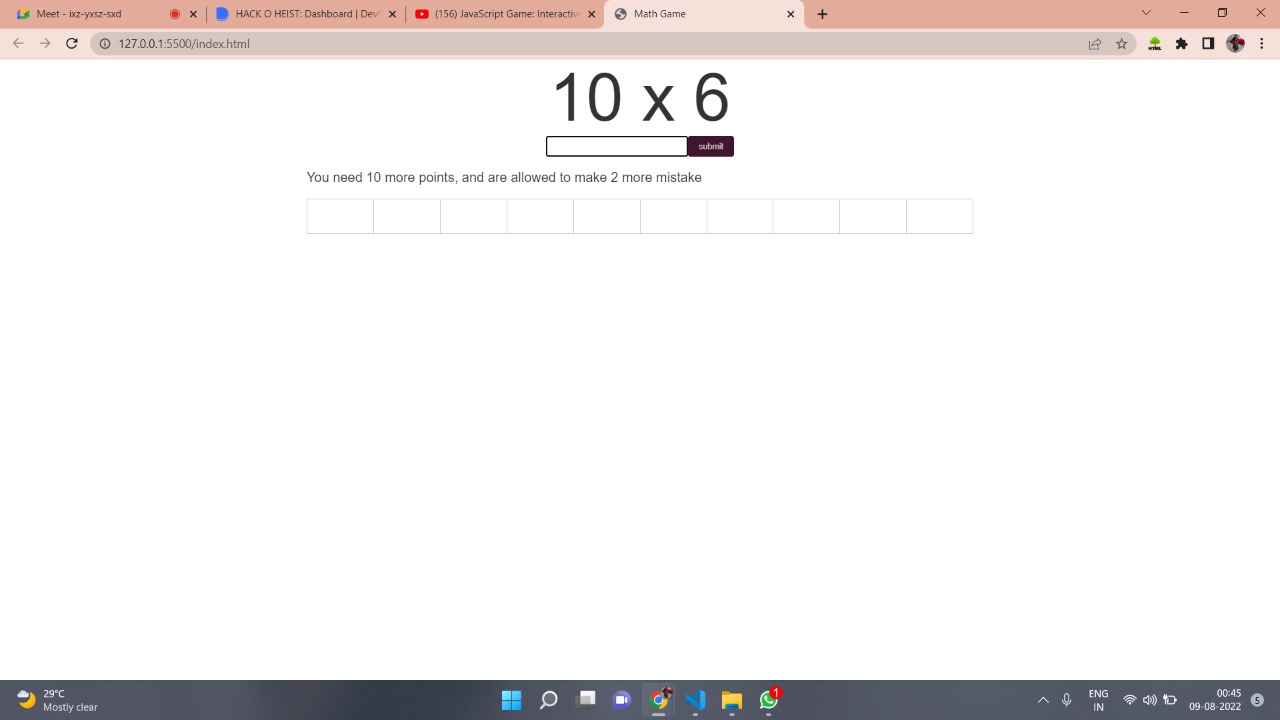 Meet - ixz-yxsz-sxd
HACK O HEIST: Dashboard | Dev
(156) JavaScript Game: Interactive
Math Game
127.0.0.1:5500/index.html
10 x 6
submit
You need 10 more points, and are allowed to make 2 more mistake
29°C
Mostly clear
1
ENG
IN
00:45
09-08-2022
5